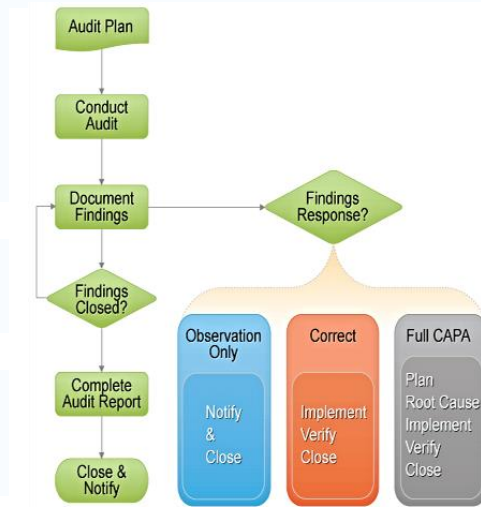 Audit Plan
Conduct
Audit
Document
Findings
Findings
Response?
Findings
Closed?
Complete
Audit Report
Close &
Notify
Observation
Only
Notify
&
Close
Correct
Implement
Verify
Close
Full CAPA
Plan
Root Cause
Implement
Verify
Close